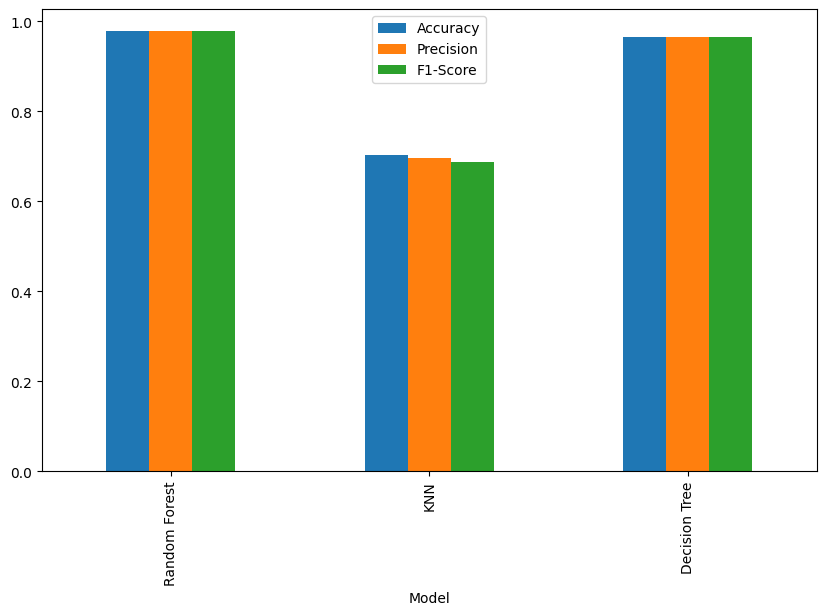 1.0
0.8
0.6
0.4
0.2
0.0
Accuracy
Precision
F1-Score
Random Forest
KNN
Decision Tree
Model